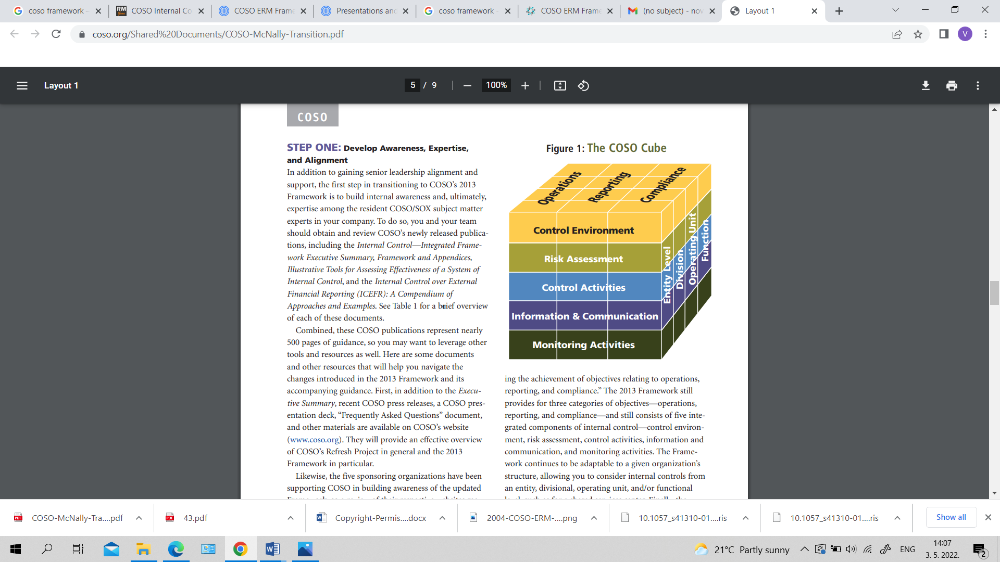 coso framework –
COSO Internal Co
COSO ERM Frame
Presentations and
coso framework -
COSO ERM Frame
(no subject) - nov
Layout 1
coso.org/Shared%20Documents/COSO-McNally-Transition.pdf
V
Layout 1
5 / 9
100%
COSO
STEP ONE: Develop Awareness, Expertise,
and Alignment
In addition to gaining senior leadership alignment and
support, the first step in transitioning to COSO’s 2013
Framework is to build internal awareness and, ultimately,
expertise among the resident COSO/SOX subject matter
experts in your company. To do so, you and your team
should obtain and review COSO’s newly released publica-
tions, including the Internal Control—Integrated Frame-
work Executive Summary, Framework and Appendices,
Illustrative Tools for Assessing Effectiveness of a System of
Internal Control, and the Internal Control over External
Financial Reporting (ICEFR): A Compendium of
Approaches and Examples. See Table 1 for a brief overview
of each of these documents.
Combined, these COSO publications represent nearly
500 pages of guidance, so you may want to leverage other
tools and resources as well. Here are some documents
and other resources that will help you navigate the
changes introduced in the 2013 Framework and its
accompanying guidance. First, in addition to the Execu-
tive Summary, recent COSO press releases, a COSO pres-
entation deck, “Frequently Asked Questions” document,
and other materials are available on COSO’s website
(www.coso.org). They will provide an effective overview
of COSO’s Refresh Project in general and the 2013
Framework in particular.
Likewise, the five sponsoring organizations have been
supporting COSO in building awareness of the updated
Figure 1: The COSO Cube
Operations
Reporting
Compliance
Control Environment
Risk Assessment
Control Activities
Information & Communication
Monitoring Activities
Entity Level
Division
Operating Unit
Function
ing the achievement of objectives relating to operations,
reporting, and compliance.” The 2013 Framework still
provides for three categories of objectives—operations,
reporting, and compliance—and still consists of five inte-
grated components of internal control—control environ-
ment, risk assessment, control activities, information and
communication, and monitoring activities. The Frame-
work continues to be adaptable to a given organization’s
structure, allowing you to consider internal controls from
an entity, divisional, operating unit, and/or functional
COSO-McNally-Tra....pdf
43.pdf
Copyright-Permis....docx
2004-COSO-ERM-....png
10.1057_s41310-01....ris
10.1057_s41310-01....ris
Show all
21°C Partly sunny
ENG
14:07
3. 5. 2022.
2